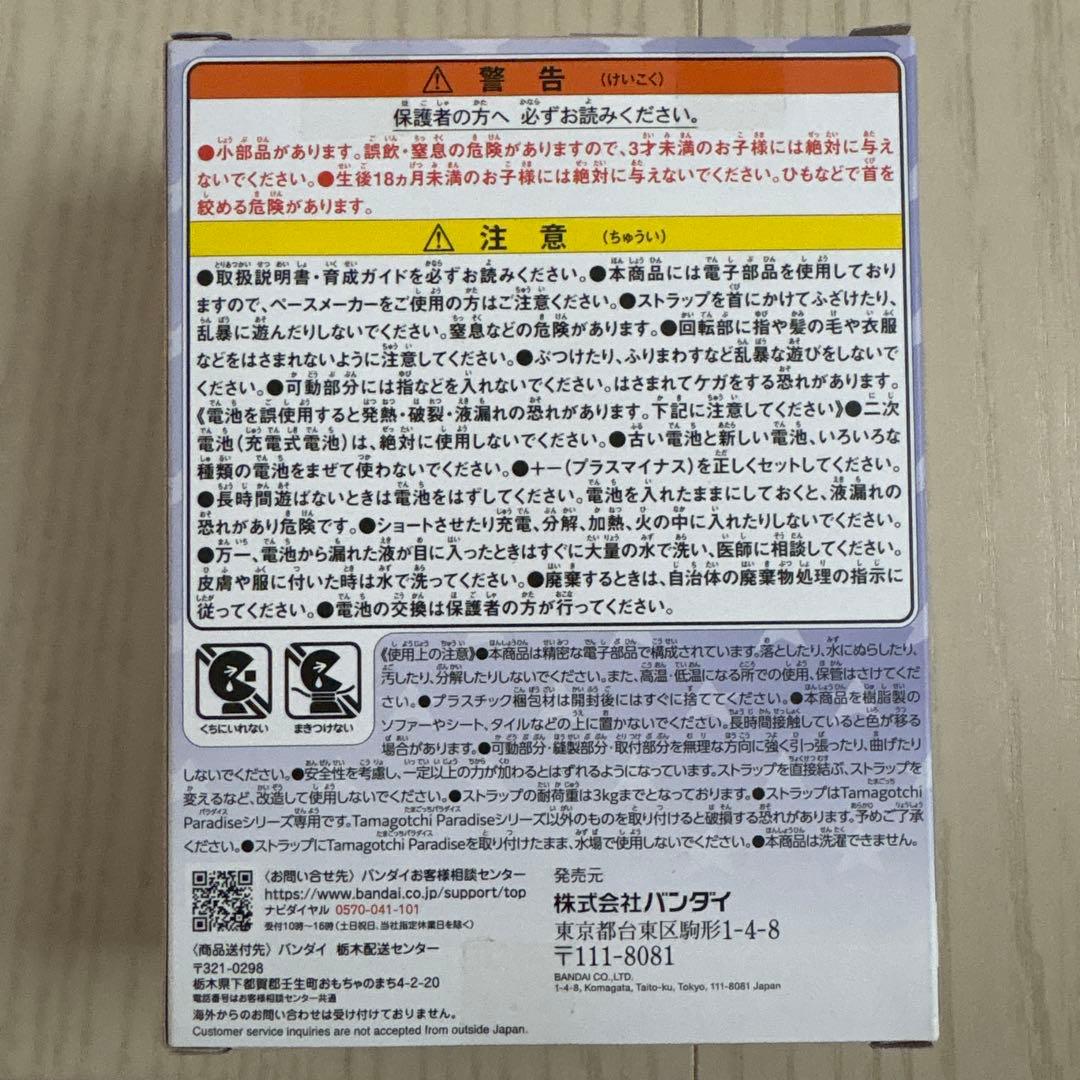 警告 (けいこく)
保護者の方へ 必ずお読みください。
●小部品があります。誤飲・窒息の危険がありますので、3才未満のお子様には絶対に与え
ないでください。●生後18ヵ月未満のお子様には絶対に与えないでください。ひもなどで首を
絞める危険があります。
注意 (ちゅうい)
●取扱説明書・育成ガイドを必ずお読みください。●本商品には電子部品を使用しており
ますので、ペースメーカーをご使用の方はご注意ください。●ストラップを首にかけてふざけたり、
乱暴に遊んだりしないでください。窒息などの危険があります。●回転部に指や髪の毛や衣服
などをはさまれないように注意してください。●ぶつけたり、ふりまわすなど乱暴な遊びをしないで
ください。●可動部分には指などを入れないでください。はさまれてケガをする恐れがあります。
《電池を誤使用すると発熱・破裂・液漏れの恐れがあります。下記に注意してください》●二次
電池(充電式電池)は、絶対に使用しないでください。●古い電池と新しい電池、いろいろな
種類の電池をまぜて使わないでください。●＋−(プラスマイナス)を正しくセットしてください。
●長時間遊ばないときは電池をはずしてください。電池を入れたままにしておくと、液漏れの
恐れがあり危険です。●ショートさせたり充電、分解、加熱、火の中に入れたりしないでください。
●万一、電池から漏れた液が目に入ったときはすぐに大量の水で洗い、医師に相談してください。
皮膚や服に付いた時は水で洗ってください。●廃棄するときは、自治体の廃棄物処理の指示に
従ってください。●電池の交換は保護者の方が行ってください。
くちにいれない
まきつけない
《使用上の注意》●本商品は精密な電子部品で構成されています。落としたり、水にぬらしたり、
汚したり、分解したりしないでください。また、高温・低温になる所での使用、保管はさけてくださ
い。●プラスチック梱包材は開封後にはすぐに捨ててください。●本商品を樹脂製の
ソファーやシート、タイルなどの上に置かないでください。長時間接触していると色が移る
場合があります。●可動部分・縫製部分・取付部分を無理な方向に強く引っ張ったり、曲げたり
しないでください。●安全性を考慮し、一定以上の力が加わるとはずれるようになっています。ストラップを直接結ぶ、ストラップを
変えるなど、改造して使用しないでください。●ストラップの耐荷重は3kgまでとなっております。●ストラップはTamagotchi
Paradiseシリーズ専用です。Tamagotchi Paradiseシリーズ以外のものを取り付けると破損する恐れがあります。予めご了承
ください。●ストラップにTamagotchi Paradiseを取り付けたまま、水場で使用しないでください。●本商品は洗濯できません。
〈お問い合せ先〉バンダイお客様相談センター
https://www.bandai.co.jp/support/top
ナビダイヤル 0570-041-101
受付10時〜16時(土日祝日、当社指定休業日を除く)
〈商品送付先〉バンダイ 栃木配送センター
〒321-0298
栃木県下都賀郡壬生町おもちゃのまち4-2-20
電話番号はお客様相談センター共通
海外からのお問い合わせは受け付けておりません。
Customer service inquiries are not accepted from outside Japan.
発売元
株式会社バンダイ
東京都台東区駒形1-4-8
〒111-8081
BANDAI CO.,LTD.
1-4-8, Komagata, Taito-ku, Tokyo, 111-8081 Japan